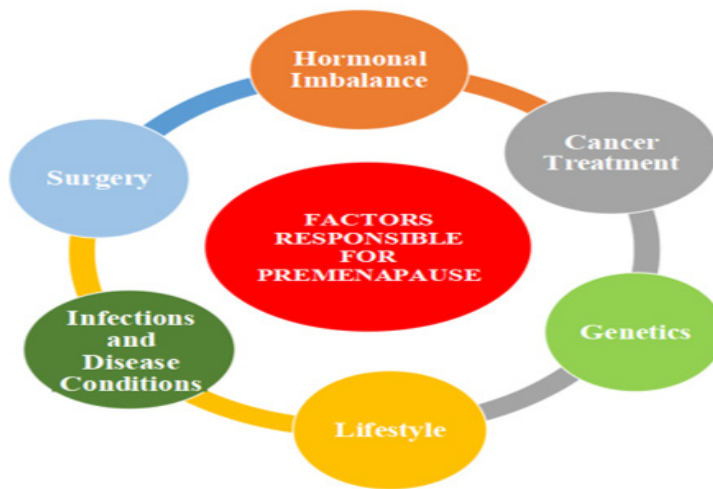 Hormonal
Imbalance
Cancer
Treatment
Surgery
FACTORS
RESPONSIBLE
FOR
PREMENAPAUSE
Genetics
Infections
and
Disease
Conditions
Lifestyle